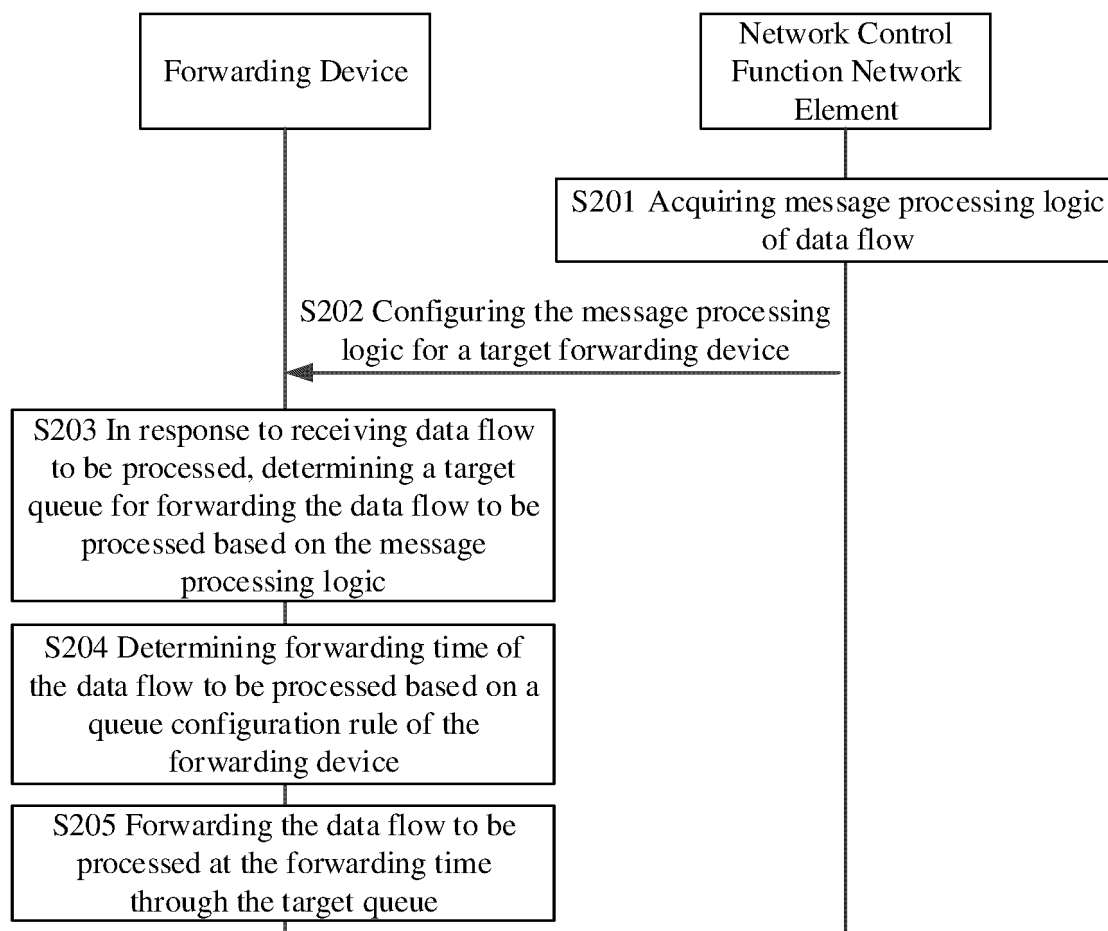 Forwarding Device
Network Control
Function Network
Element
S201 Acquiring message processing logic
of data flow
S202 Configuring the message processing
logic for a target forwarding device
S203 In response to receiving data flow
to be processed, determining a target
queue for forwarding the data flow to be
processed based on the message
processing logic
S204 Determining forwarding time of
the data flow to be processed based on a
queue configuration rule of the
forwarding device
S205 Forwarding the data flow to be
processed at the forwarding time
through the target queue